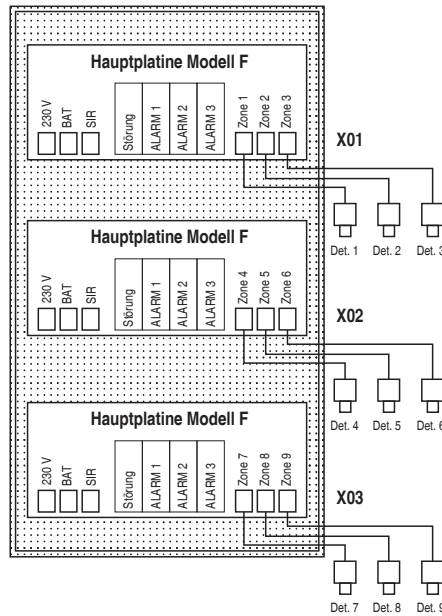 Hauptplatine Modell F
230 V
BAT
SIR
Störung
ALARM 1
ALARM 2
ALARM 3
Zone 1
Zone 2
Zone 3
X01
Det. 1
Det. 2
Det. 3
Hauptplatine Modell F
230 V
BAT
SIR
Störung
ALARM 1
ALARM 2
ALARM 3
Zone 4
Zone 5
Zone 6
X02
Det. 4
Det. 5
Det. 6
Hauptplatine Modell F
230 V
BAT
SIR
Störung
ALARM 1
ALARM 2
ALARM 3
Zone 7
Zone 8
Zone 9
X03
Det. 7
Det. 8
Det. 9